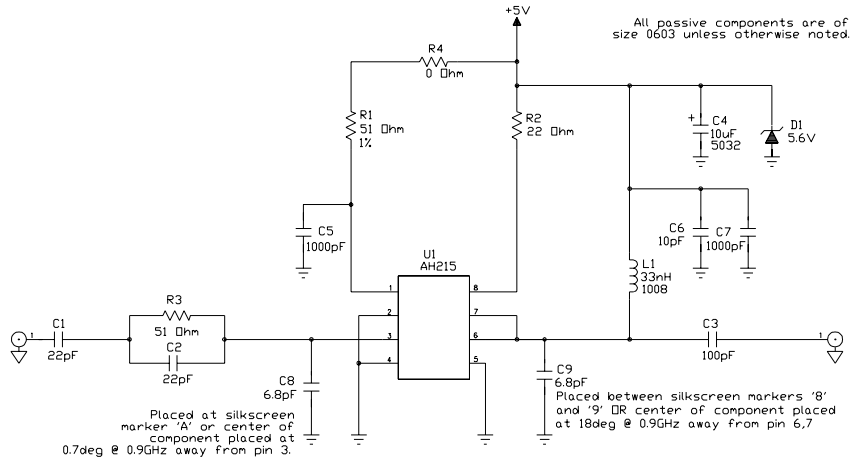 +5V
All passive components are of
size 0603 unless otherwise noted.
R4
0 Ohm
R1
51 Ohm
1%
R2
22 Ohm
+
C4
10uF
5032
D1
5.6V
C5
1000pF
C6
10pF
C7
1000pF
U1
AH215
L1
33nH
1008
1
8
2
7
3
6
4
5
R3
51 Ohm
1
C1
22pF
C2
22pF
C3
100pF
1
C8
6.8pF
C9
6.8pF
Placed at silkscreen
marker 'A' or center of
component placed at
0.7deg @ 0.9GHz away from pin 3.
Placed between silkscreen markers '8'
and '9' OR center of component placed
at 18deg @ 0.9GHz away from pin 6,7